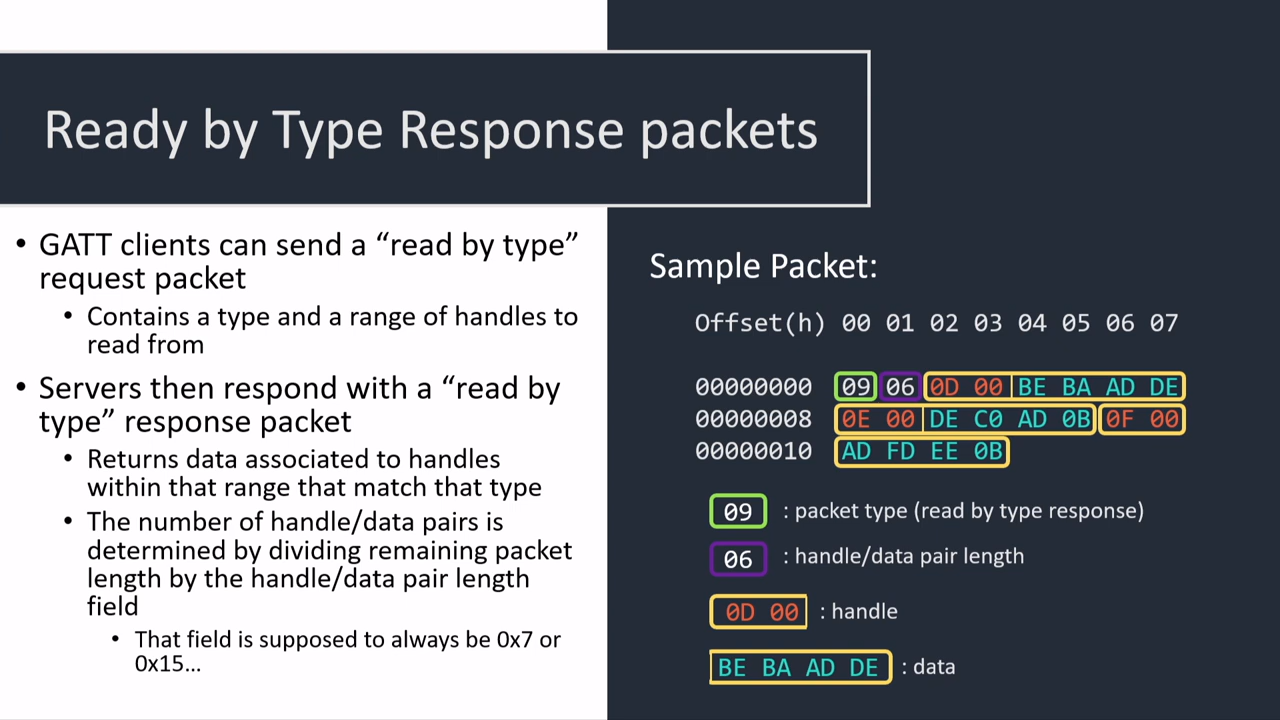 Ready by Type Response packets
• GATT clients can send a “read by type”
request packet
• Contains a type and a range of handles to
read from
• Servers then respond with a “read by
type” response packet
• Returns data associated to handles
within that range that match that type
• The number of handle/data pairs is
determined by dividing remaining packet
length by the handle/data pair length
field
• That field is supposed to always be 0x7 or
0x15...
Sample Packet:
Offset(h) 00 01 02 03 04 05 06 07
00000000 09 06 0D 00 BE BA AD DE
00000008 0E 00 DE C0 AD 0B 0F 00
00000010 AD FD EE 0B
09 : packet type (read by type response)
06 : handle/data pair length
0D 00 : handle
BE BA AD DE : data